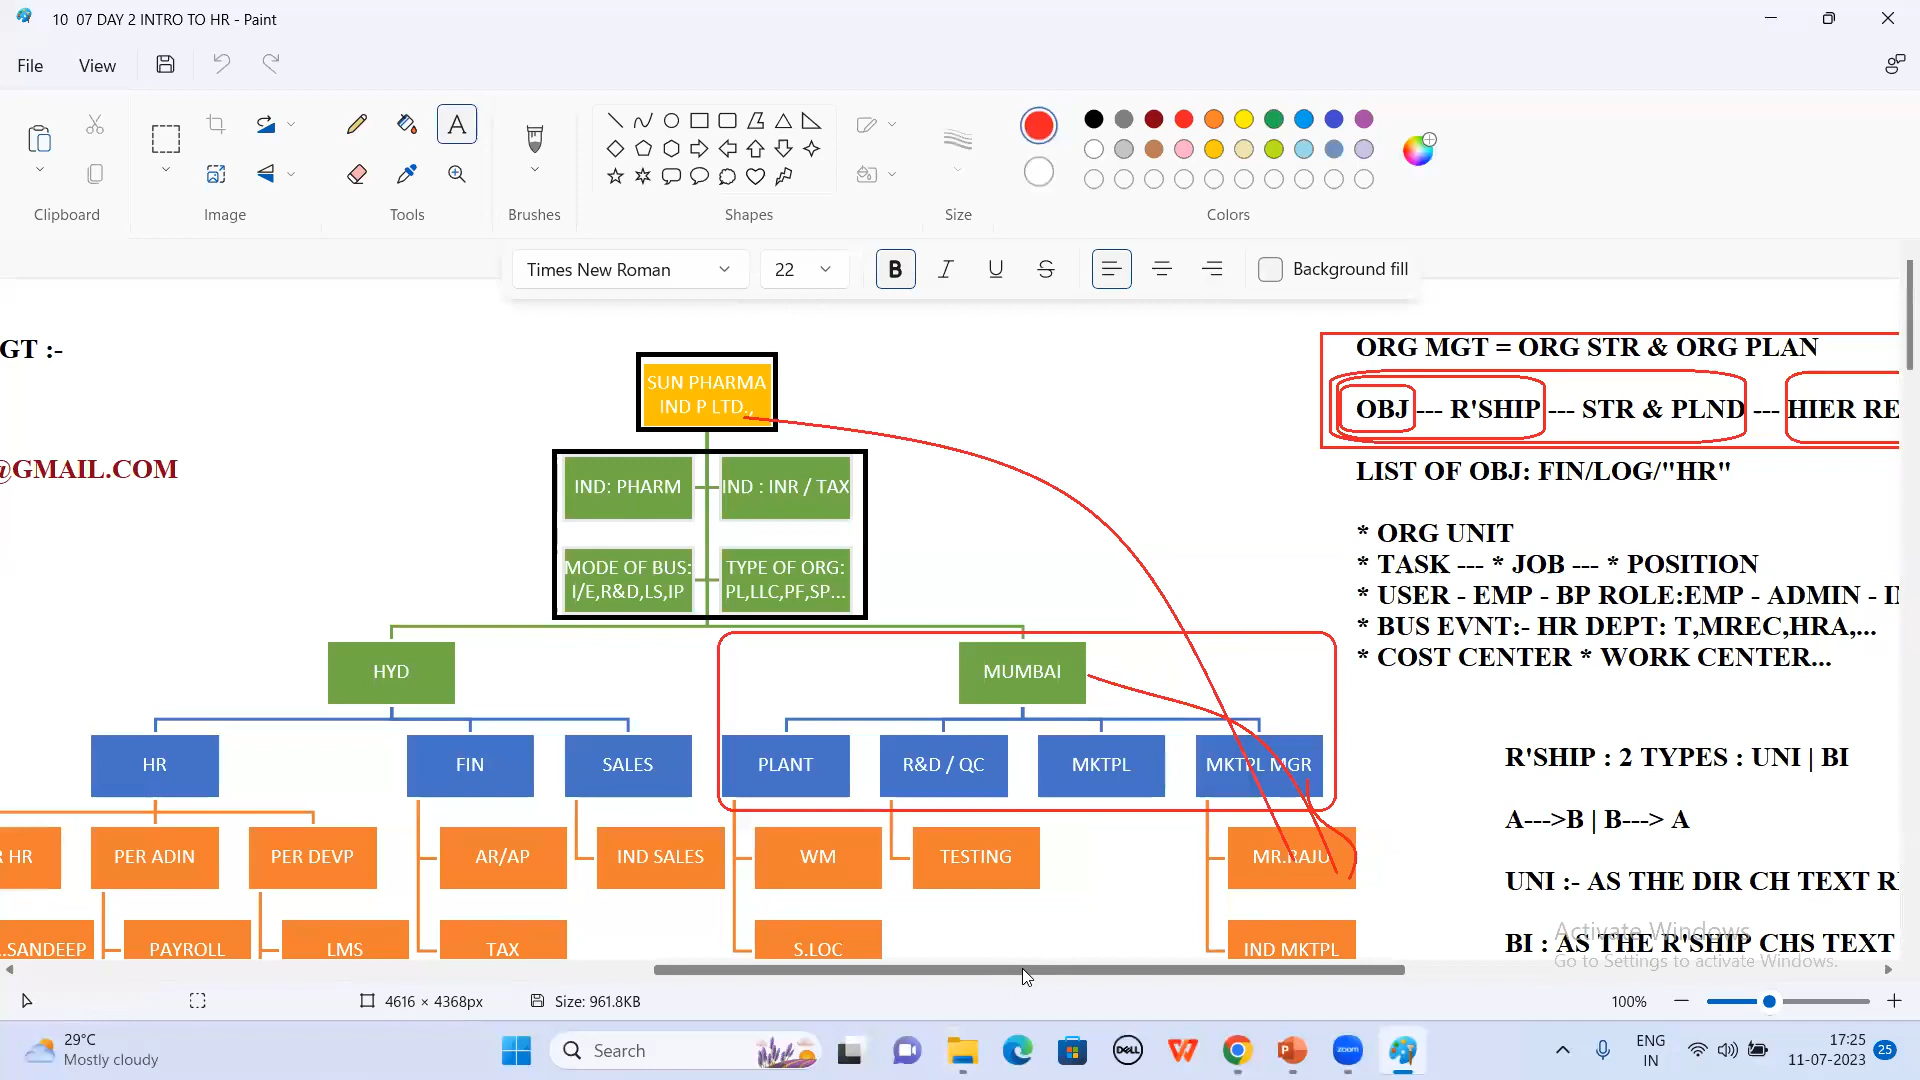 10 07 DAY 2 INTRO TO HR - Paint
File View
Clipboard Image Tools Brushes Shapes Size Colors
Times New Roman 22 B I U S Background fill
GT :-
@GMAIL.COM
SUN PHARMA
IND P LTD.,
IND: PHARM
IND : INR / TAX
MODE OF BUS:
I/E,R&D,LS,IP
TYPE OF ORG:
PL,LLC,PF,SP...
HYD
MUMBAI
HR
FIN
SALES
PLANT
R&D / QC
MKTPL
MKTPL MGR
R HR
PER ADIN
PER DEVP
AR/AP
IND SALES
WM
TESTING
MR.RAJU
.SANDEEP
PAYROLL
LMS
TAX
S.LOC
IND MKTPL
ORG MGT = ORG STR & ORG PLAN
OBJ --- R'SHIP --- STR & PLND --- HIER RE
LIST OF OBJ: FIN/LOG/"HR"
* ORG UNIT
* TASK --- * JOB --- * POSITION
* USER - EMP - BP ROLE:EMP - ADMIN - I
* BUS EVNT:- HR DEPT: T,MREC,HRA,...
* COST CENTER * WORK CENTER...
R'SHIP : 2 TYPES : UNI | BI
A--->B | B---> A
UNI :- AS THE DIR CH TEXT R
BI : AS THE R'SHIP CHS TEXT
Activate Windows
Go to Settings to activate Windows.
4616 × 4368px Size: 961.8KB 100%
29°C
Mostly cloudy
Search
DELL
zoom
ENG
IN
17:25
11-07-2023
25